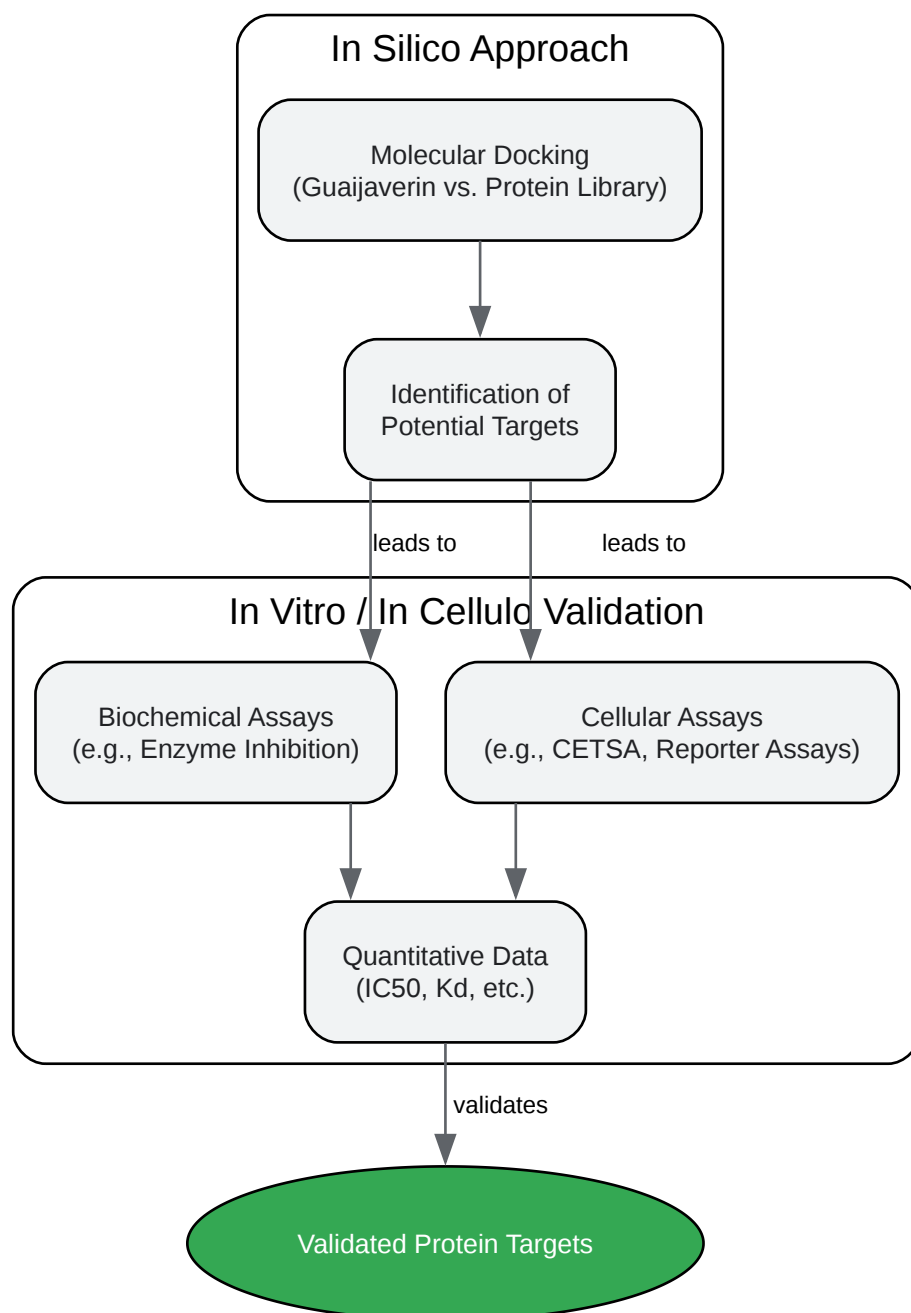 In Silico Approach
Molecular Docking
(Guaijaverin vs. Protein Library)
Identification of
Potential Targets
leads to
leads to
In Vitro / In Cellulo Validation
Biochemical Assays
(e.g., Enzyme Inhibition)
Cellular Assays
(e.g., CETSA, Reporter Assays)
Quantitative Data
(IC50, Kd, etc.)
validates
Validated Protein Targets